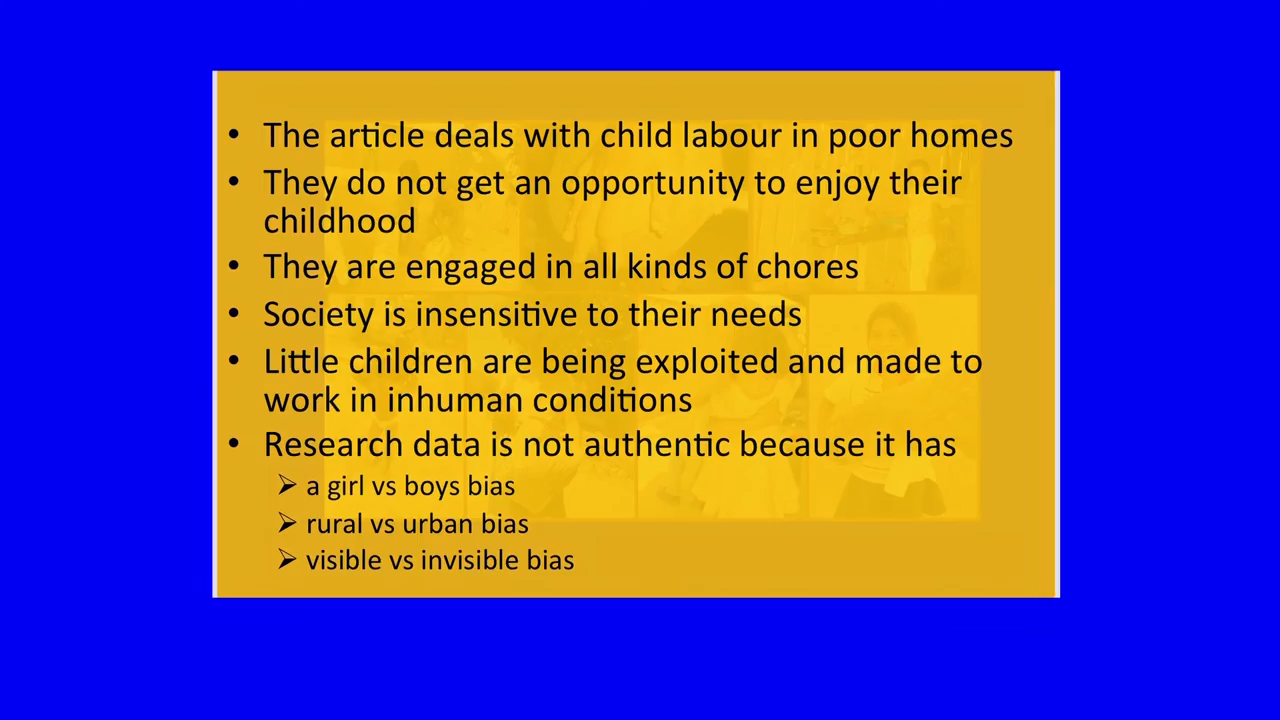 • The article deals with child labour in poor homes
• They do not get an opportunity to enjoy their
childhood
• They are engaged in all kinds of chores
• Society is insensitive to their needs
• Little children are being exploited and made to
work in inhuman conditions
• Research data is not authentic because it has
➢ a girl vs boys bias
➢ rural vs urban bias
➢ visible vs invisible bias